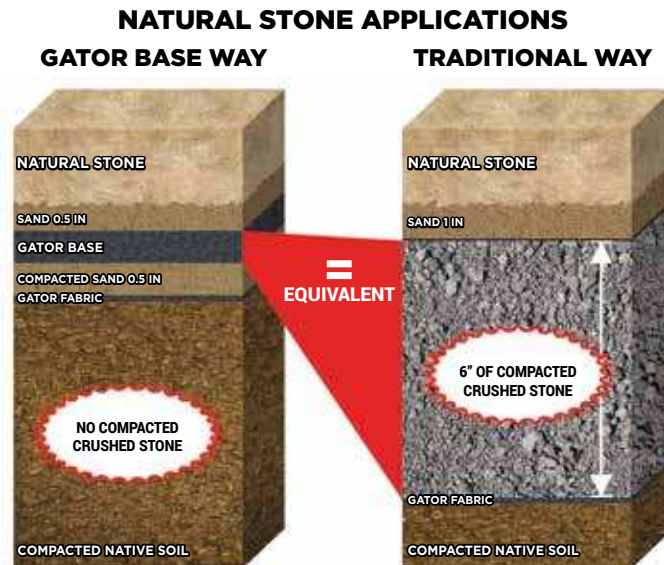 NATURAL STONE APPLICATIONS
GATOR BASE WAY
NATURAL STONE
SAND 0.5 IN
GATOR BASE
COMPACTED SAND 0.5 IN
GATOR FABRIC
NO COMPACTED
CRUSHED STONE
COMPACTED NATIVE SOIL
=
EQUIVALENT
TRADITIONAL WAY
NATURAL STONE
SAND 1 IN
6” OF COMPACTED
CRUSHED STONE
GATOR FABRIC
COMPACTED NATIVE SOIL